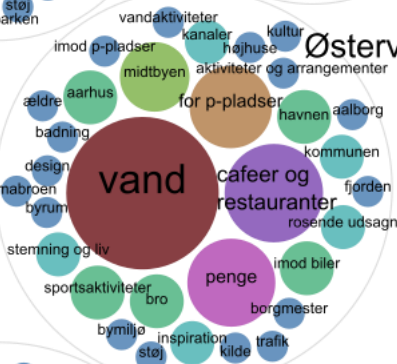 støj
arken
vandaktiviteter
kultur
kanaler
højhuse
Østerv
imod p-pladser
midtbyen
aktiviteter og arrangementer
aarhus
ældre
for p-pladser
havnen
aalborg
badning
kommunen
design
vand
cafeer og
restauranter
fjorden
mabroen
byrum
rosende udsagn
stemning og liv
penge
imod biler
sportsaktiviteter
bro
borgmester
bymiljø
inspiration
trafik
støj
kilde